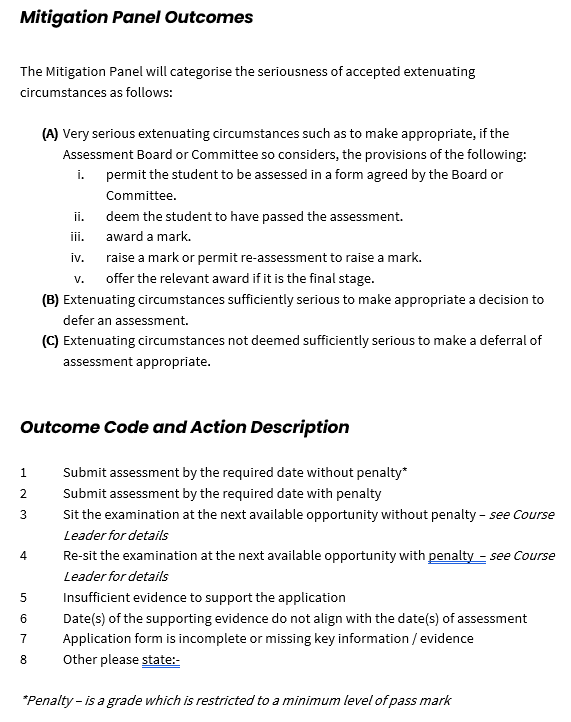 Mitigation Panel Outcomes
The Mitigation Panel will categorise the seriousness of accepted extenuating
circumstances as follows:
(A) Very serious extenuating circumstances such as to make appropriate, if the
Assessment Board or Committee so considers, the provisions of the following:
i. permit the student to be assessed in a form agreed by the Board or
Committee.
ii. deem the student to have passed the assessment.
iii. award a mark.
iv. raise a mark or permit re-assessment to raise a mark.
v. offer the relevant award if it is the final stage.
(B) Extenuating circumstances sufficiently serious to make appropriate a decision to
defer an assessment.
(C) Extenuating circumstances not deemed sufficiently serious to make a deferral of
assessment appropriate.
Outcome Code and Action Description
1 Submit assessment by the required date without penalty*
2 Submit assessment by the required date with penalty
3 Sit the examination at the next available opportunity without penalty – see Course
Leader for details
4 Re-sit the examination at the next available opportunity with penalty – see Course
Leader for details
5 Insufficient evidence to support the application
6 Date(s) of the supporting evidence do not align with the date(s) of assessment
7 Application form is incomplete or missing key information / evidence
8 Other please state:-
*Penalty – is a grade which is restricted to a minimum level of pass mark